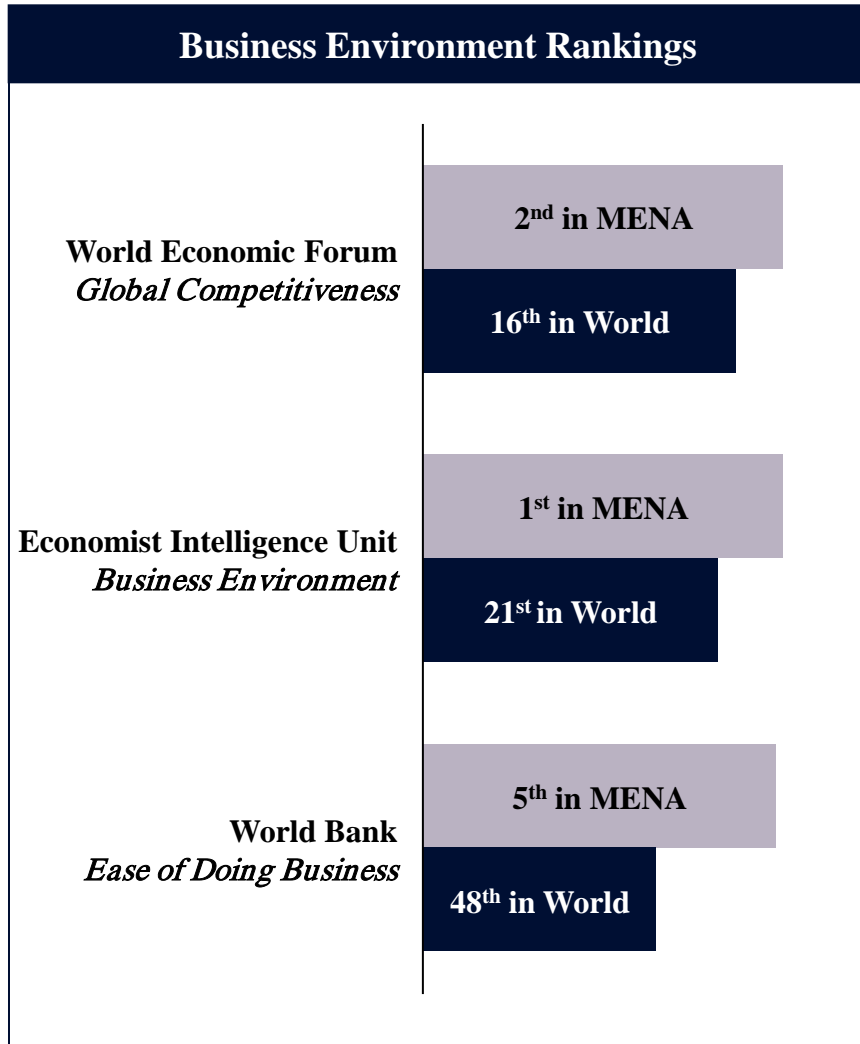 Business Environment Rankings
2nd in MENA
World Economic Forum
Global Competitiveness
16th in World
1st in MENA
Economist Intelligence Unit
Business Environment
21st in World
5th in MENA
World Bank
Ease of Doing Business
48th in World